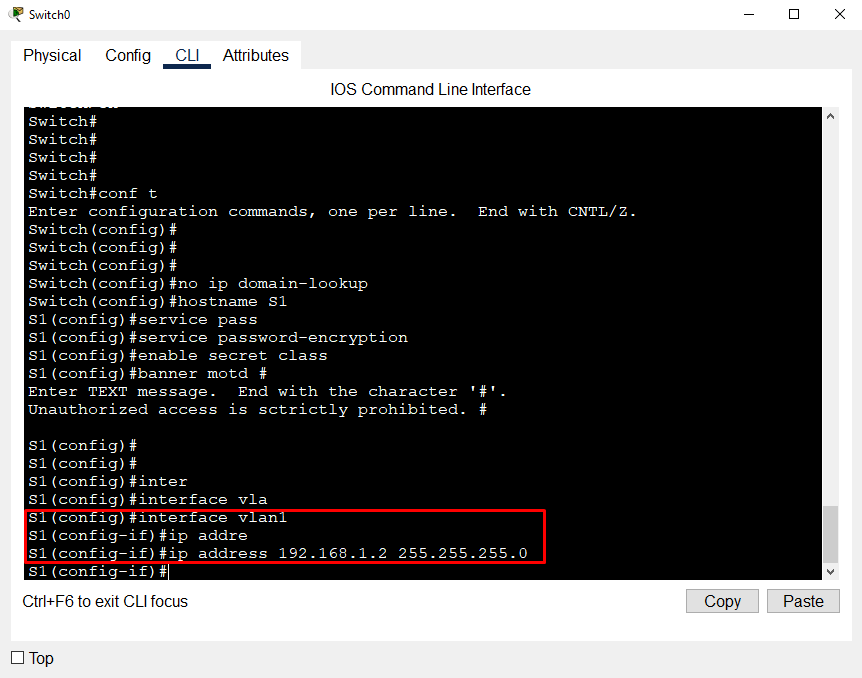 Switch0
Physical Config CLI Attributes
IOS Command Line Interface
Switch#
Switch#
Switch#
Switch#
Switch#conf t
Enter configuration commands, one per line.  End with CNTL/Z.
Switch(config)#
Switch(config)#
Switch(config)#
Switch(config)#no ip domain-lookup
Switch(config)#hostname S1
S1(config)#service pass
S1(config)#service password-encryption
S1(config)#enable secret class
S1(config)#banner motd #
Enter TEXT message.  End with the character '#'.
Unauthorized access is sctrictly prohibited. #
S1(config)#
S1(config)#
S1(config)#inter
S1(config)#interface vla
S1(config)#interface vlan1
S1(config-if)#ip addre
S1(config-if)#ip address 192.168.1.2 255.255.255.0
S1(config-if)#
Ctrl+F6 to exit CLI focus
Copy Paste
Top